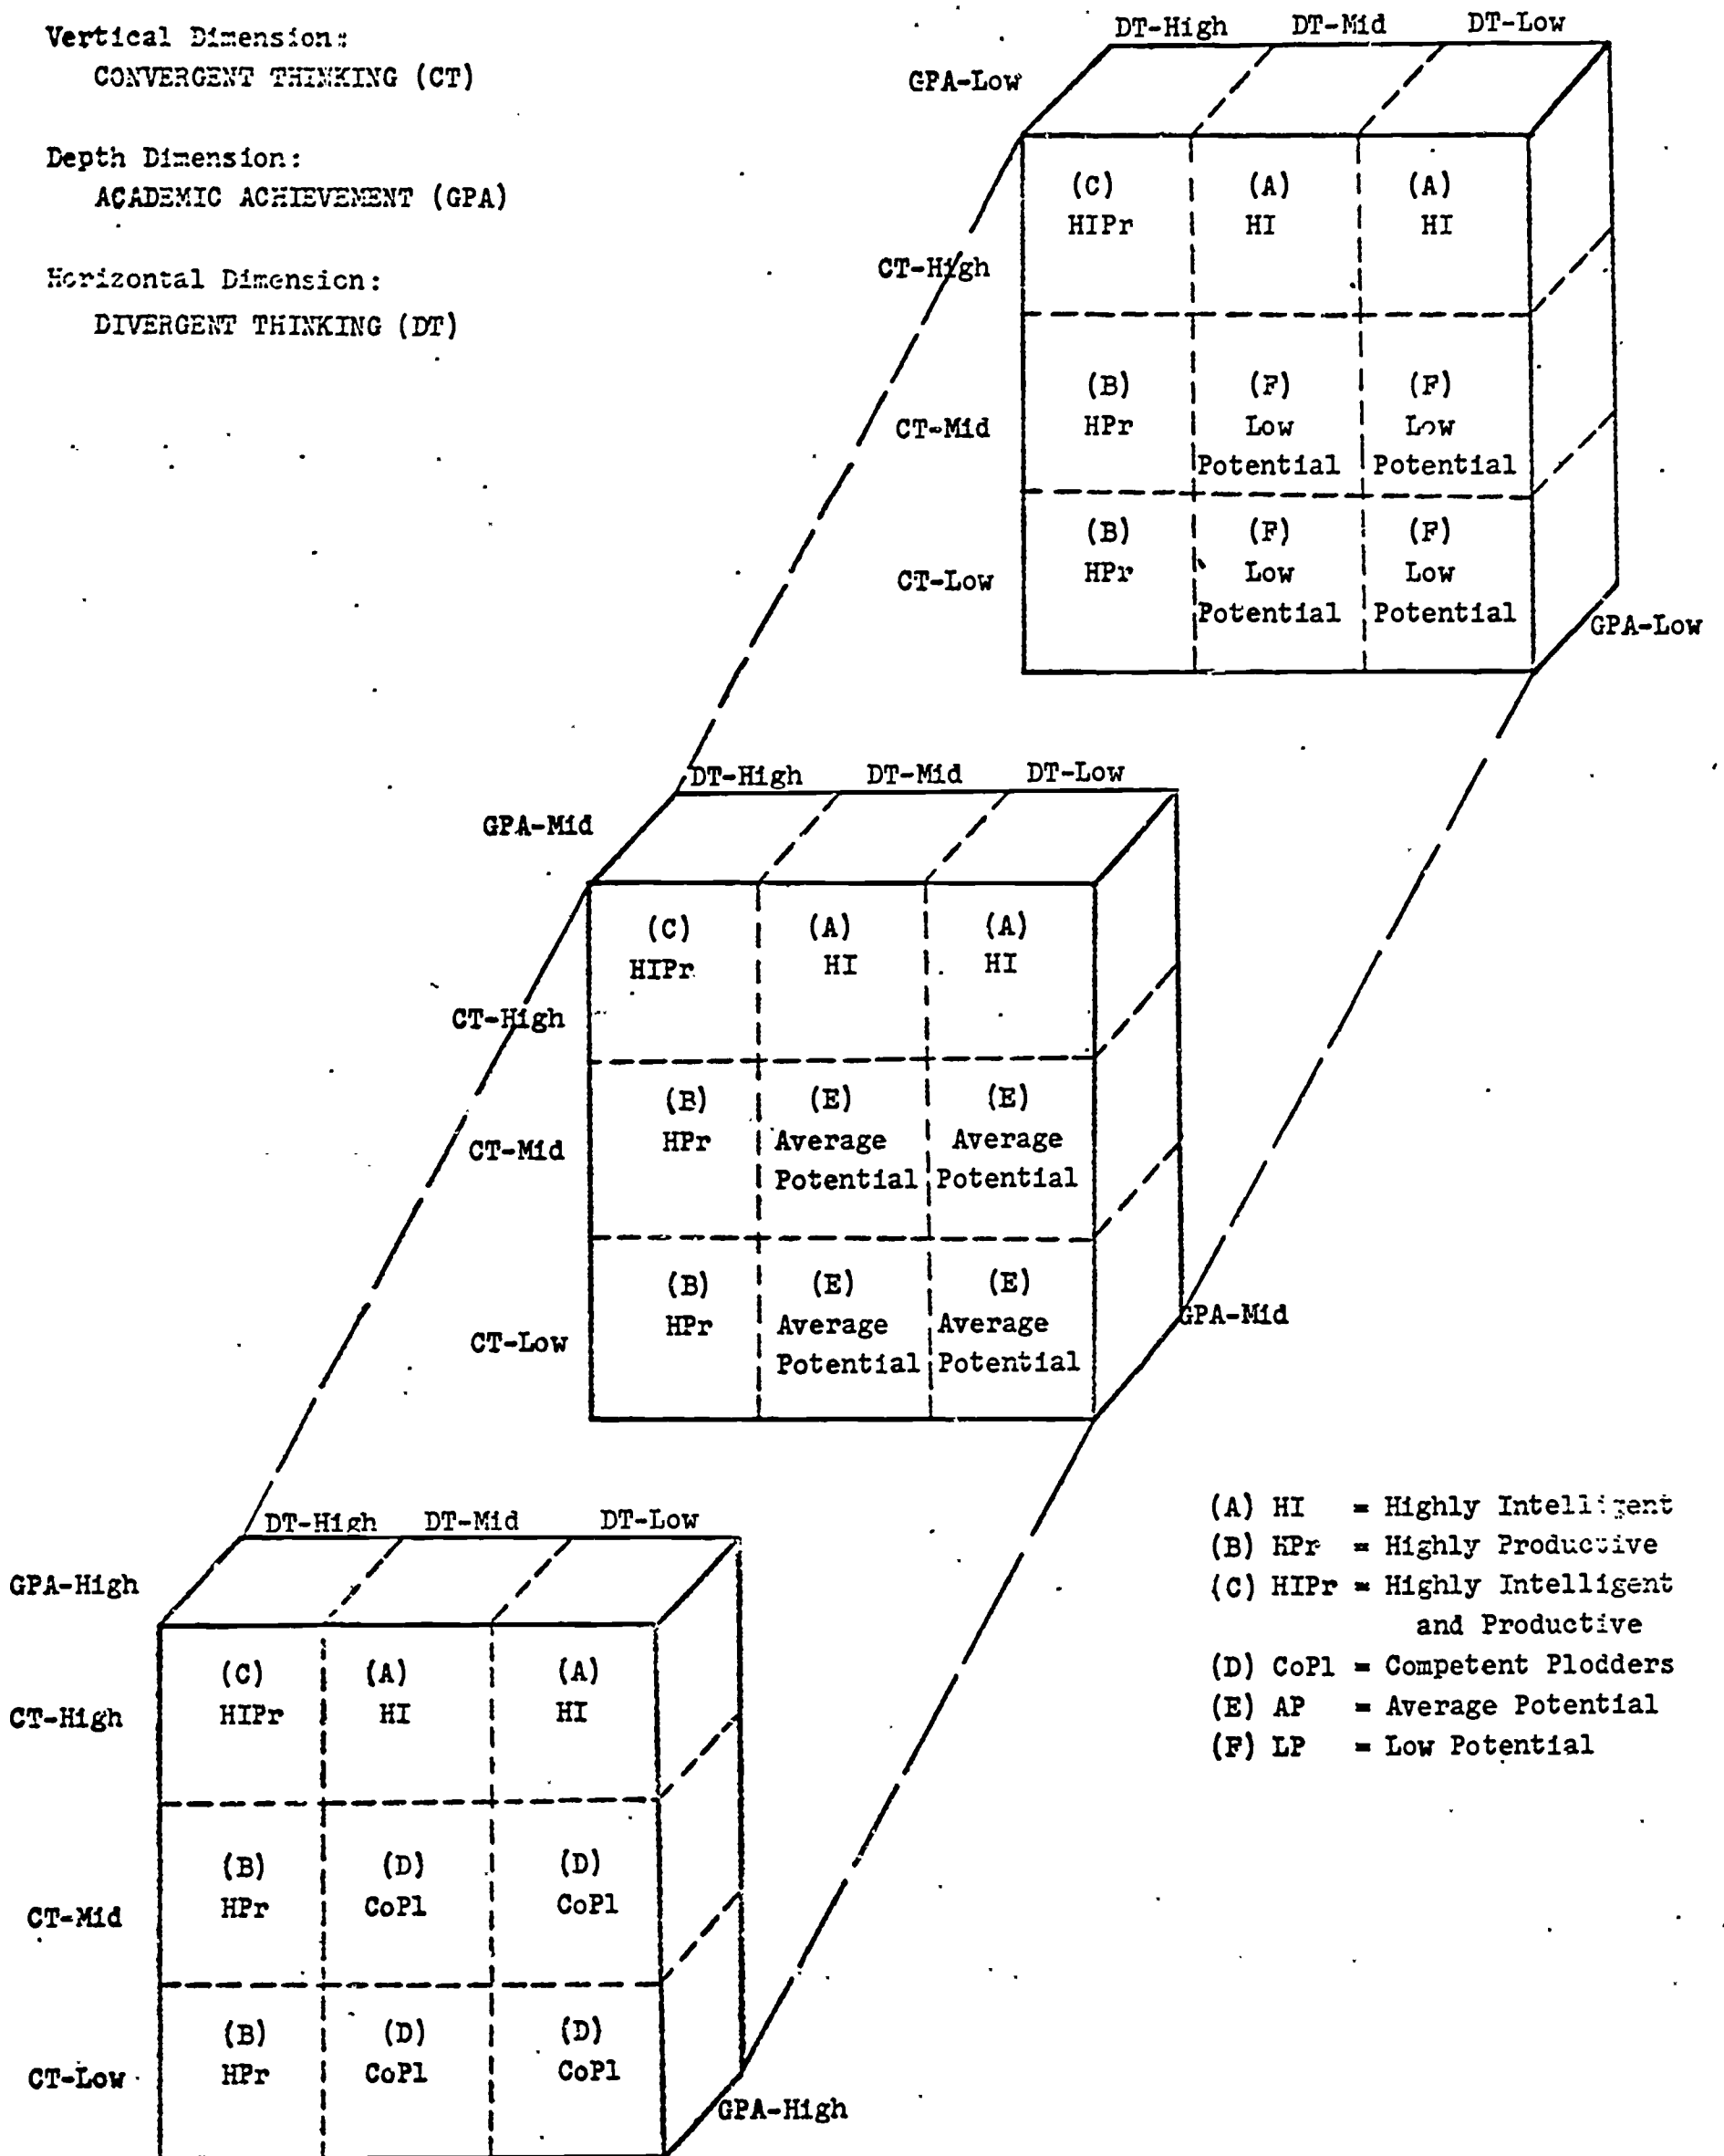 Vertical Dimension:
CONVERGENT THINKING (CT)
Depth Dimension:
ACADEMIC ACHIEVEMENT (GPA)
Horizontal Dimension:
DIVERGENT THINKING (DT)
DT-High DT-Mid DT-Low
GPA-Low
(C) (A) (A)
HIPr HI HI
CT-High
(B) (F) (F)
CT-Mid HPr Low Low
Potential Potential
(B) (F) (F)
CT-Low HPr Low Low
Potential Potential
GPA-Low
DT-High DT-Mid DT-Low
GPA-Mid
(C) (A) (A)
HIPr HI HI
CT-High
(B) (E) (E)
CT-Mid HPr Average Average
Potential Potential
(B) (E) (E)
CT-Low HPr Average Average
Potential Potential
GPA-Mid
DT-High DT-Mid DT-Low
GPA-High
(C) (A) (A)
CT-High HIPr HI HI
(B) (D) (D)
CT-Mid HPr CoPl CoPl
(B) (D) (D)
CT-Low HPr CoPl CoPl
GPA-High
(A) HI = Highly Intelligent
(B) HPr = Highly Productive
(C) HIPr = Highly Intelligent
and Productive
(D) CoPl = Competent Plodders
(E) AP = Average Potential
(F) LP = Low Potential